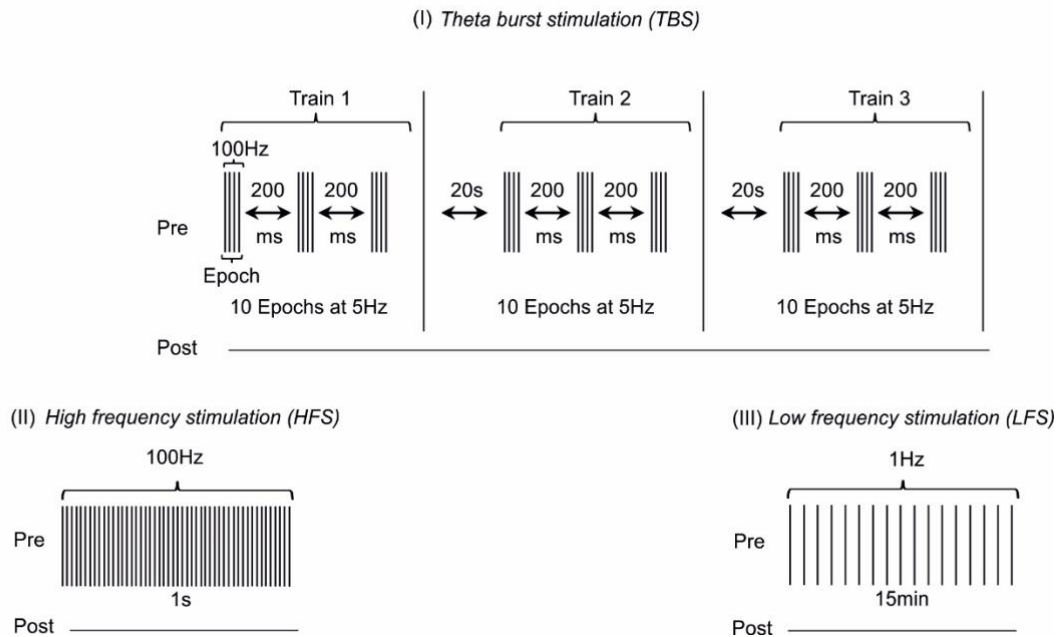 (I) Theta burst stimulation (TBS)
Train 1 Train 2 Train 3
100Hz
200 200 20s 200 200 20s 200 200
Pre
ms ms ms ms ms ms
Epoch
10 Epochs at 5Hz 10 Epochs at 5Hz 10 Epochs at 5Hz
Post
(II) High frequency stimulation (HFS)
100Hz
Pre
1s
Post
(III) Low frequency stimulation (LFS)
1Hz
Pre
15min
Post